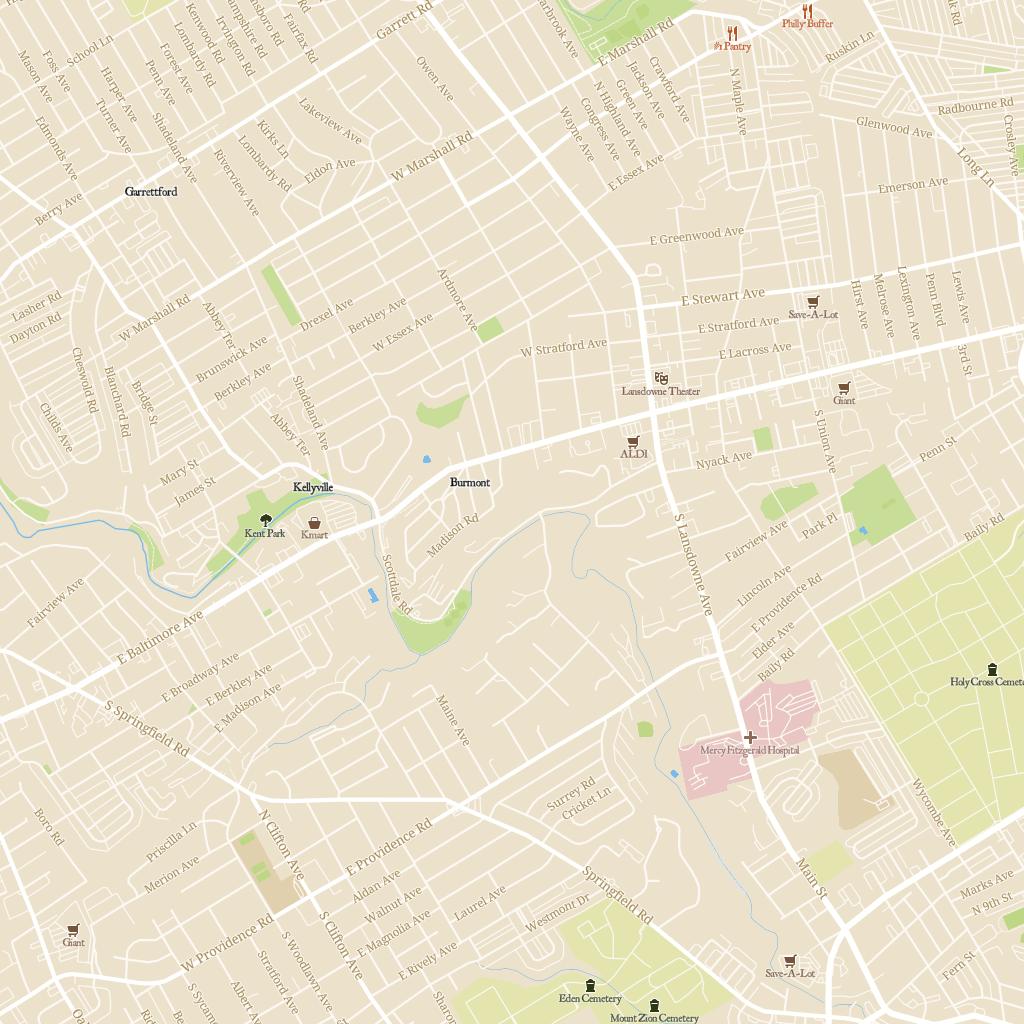 School Ln
Garrett Rd
Philly Buffer
#1 Pantry
E Marshall Rd
Ruskin Ln
Kenwood Rd
Lombardy Rd
Irvington Rd
Fairfax Rd
Foss Ave
Mason Ave
Forest Ave
Penn Ave
Harper Ave
Turner Ave
Shadeland Ave
Edmonds Ave
Owen Ave
Crawford Ave
Jackson Ave
Green Ave
N Highland Ave
Congress Ave
Wayne Ave
N Maple Ave
Radbourne Rd
Glenwood Ave
Crosley Ave
Long Ln
Lakeview Ave
Kirks Ln
Lombardy Rd
Eldon Ave
W Marshall Rd
E Essex Ave
Emerson Ave
Garrettford
Riverview Ave
Berry Ave
E Greenwood Ave
Lasher Rd
Dayton Rd
W Marshall Rd
Abbey Ter
Drexel Ave
Berkley Ave
W Essex Ave
Ardmore Ave
E Stewart Ave
Save-A-Lot
E Stratford Ave
E Lacross Ave
W Stratford Ave
Hirst Ave
Melrose Ave
Lexington Ave
Penn Blvd
Lewis Ave
3rd St
Brunswick Ave
Berkley Ave
Cheswold Rd
Blanchard Rd
Bridge St
Childs Ave
Shadeland Ave
Abbey Ter
Lansdowne Theater
Giant
ALDI
Nyack Ave
S Union Ave
Penn St
Mary St
James St
Kellyville
Burmont
Kent Park
Kmart
Madison Rd
Scottdale Rd
S Lansdowne Ave
Fairview Ave
Park Pl
Baily Rd
Lincoln Ave
E Providence Rd
Elder Ave
Baily Rd
Fairview Ave
E Baltimore Ave
E Broadway Ave
E Berkley Ave
E Madison Ave
S Springfield Rd
Maine Ave
Mercy Fitzgerald Hospital
Wycombe Ave
Surrey Rd
Cricket Ln
Boro Rd
Priscilla Ln
Merion Ave
N Clifton Ave
E Providence Rd
Aldan Ave
Walnut Ave
E Magnolia Ave
Laurel Ave
Westmont Dr
E Rively Ave
Springfield Rd
Main St
Marks Ave
N 9th St
Fern St
Giant
W Providence Rd
S Clifton Ave
S Woodlawn Ave
Stratford Ave
Save-A-Lot
Eden Cemetery
Mount Zion Cemetery